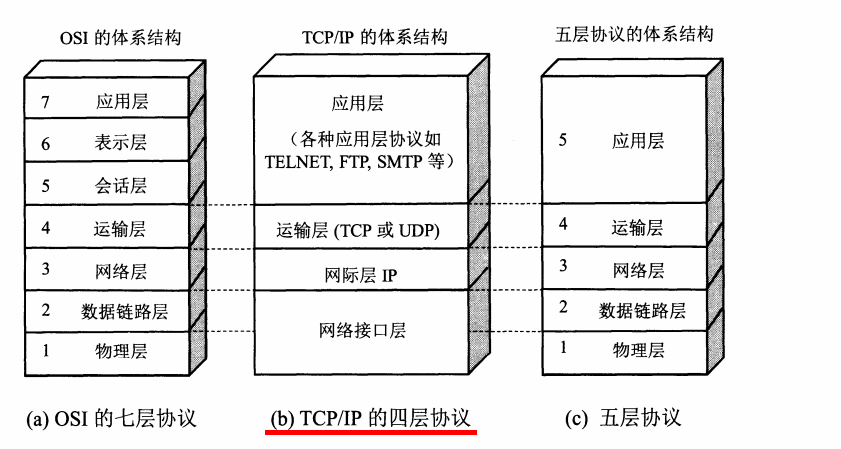 OSI 的体系结构
TCP/IP 的体系结构
五层协议的体系结构
7 应用层
6 表示层
5 会话层
4 运输层
3 网络层
2 数据链路层
1 物理层
应用层
(各种应用层协议如
TELNET, FTP, SMTP 等)
运输层 (TCP 或 UDP)
网际层 IP
网络接口层
5 应用层
4 运输层
3 网络层
2 数据链路层
1 物理层
(a) OSI 的七层协议
(b) TCP/IP 的四层协议
(c) 五层协议